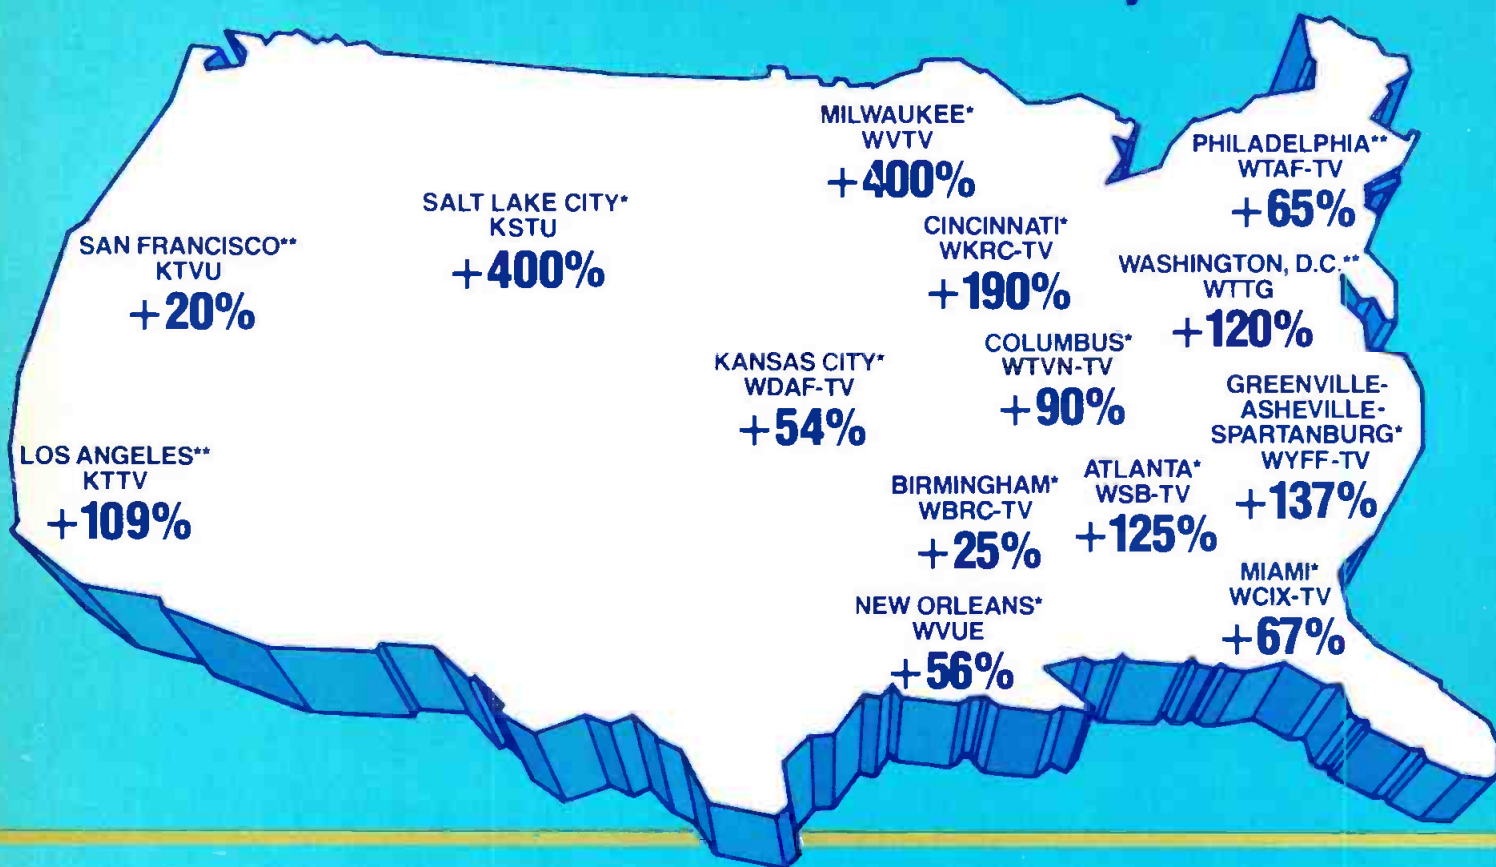 MILWAUKEE*
WVTV
+400%
PHILADELPHIA**
WTAF-TV
+65%
SALT LAKE CITY*
KSTU
+400%
SAN FRANCISCO**
KTVU
+20%
CINCINNATI*
WKRC-TV
+190%
WASHINGTON, D.C.**
WTTG
+120%
KANSAS CITY*
WDAF-TV
+54%
COLUMBUS*
WTVN-TV
+90%
GREENVILLE-
ASHEVILLE-
SPARTANBURG*
WYFF-TV
+137%
LOS ANGELES**
KTTV
+109%
BIRMINGHAM*
WBRC-TV
+25%
ATLANTA*
WSB-TV
+125%
MIAMI*
WCIX-TV
+67%
NEW ORLEANS*
WVUE
+56%